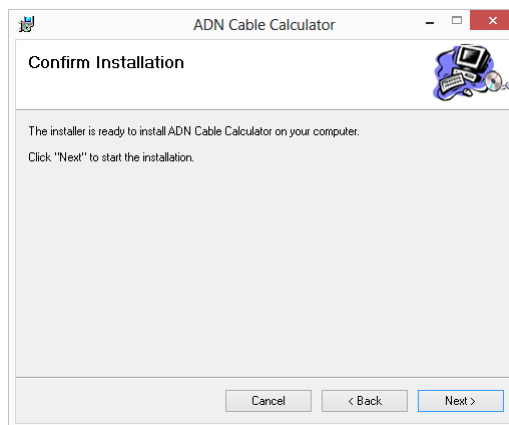 ADN Cable Calculator
Confirm Installation
The installer is ready to install ADN Cable Calculator on your computer.
Click "Next" to start the installation.
Cancel
< Back
Next >